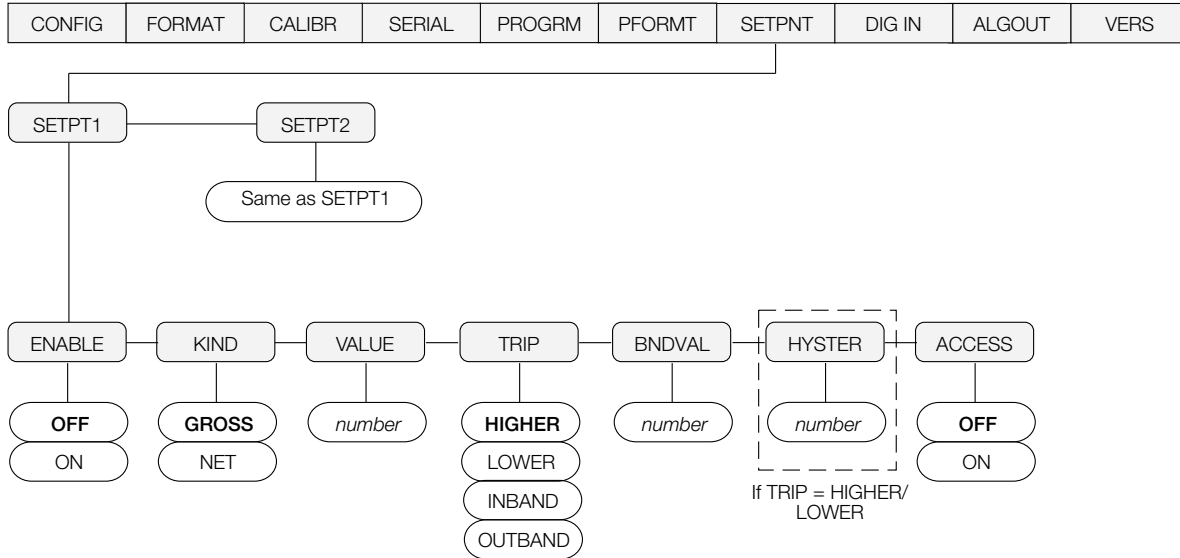 CONFIG FORMAT CALIBR SERIAL PROGRM PFORMT SETPNT DIG IN ALGOUT VERS
SETPT1 SETPT2
Same as SETPT1
ENABLE KIND VALUE TRIP BNDVAL HYSTER ACCESS
OFF GROSS number HIGHER number number OFF
ON NET LOWER ON
INBAND
OUTBAND
If TRIP = HIGHER/
LOWER